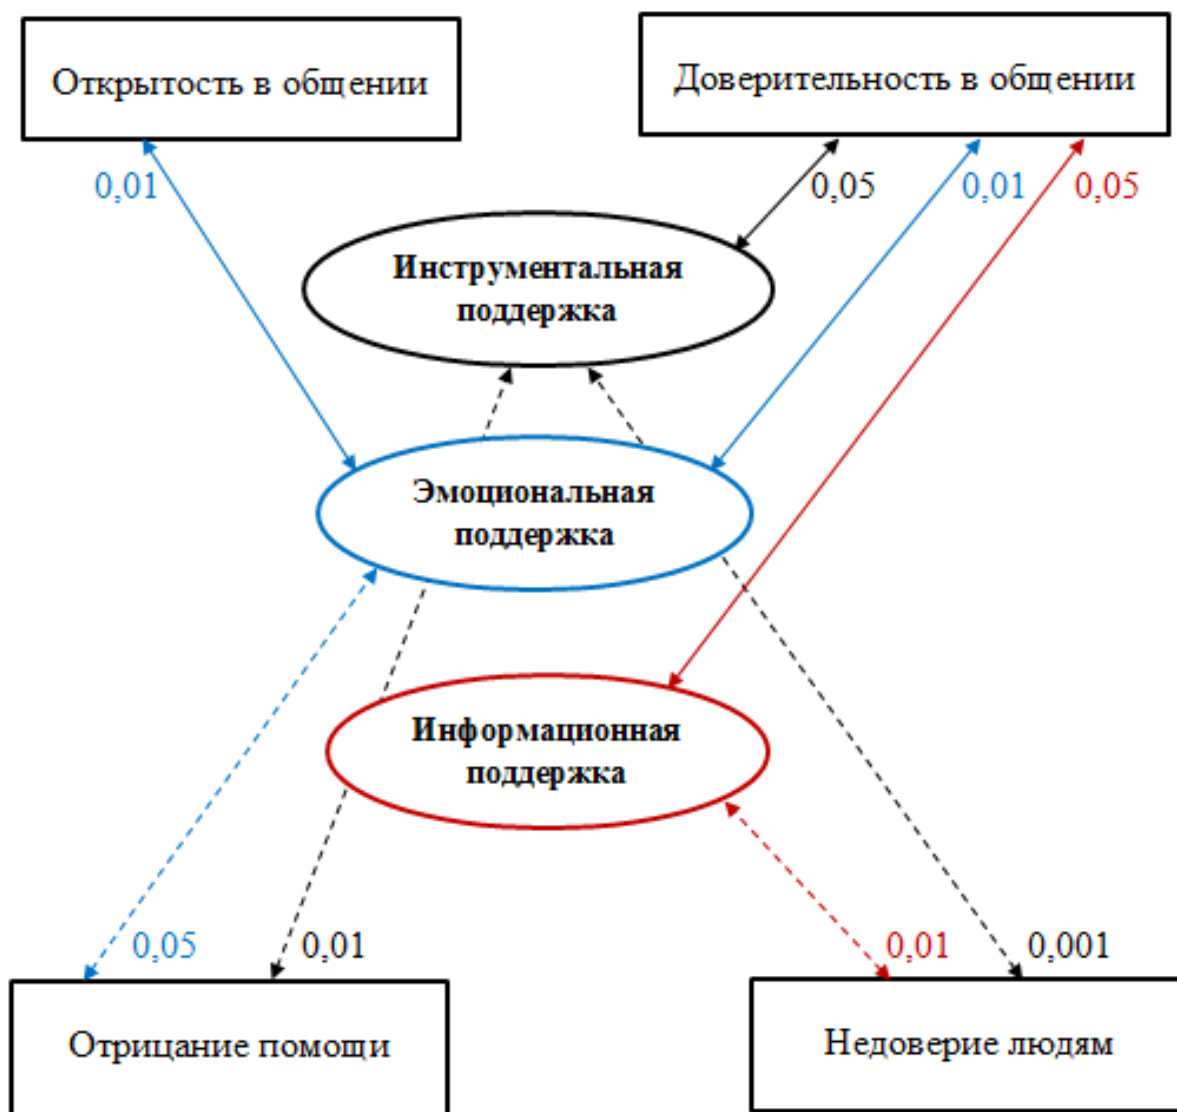 Открытость в общении
Доверительность в общении
0,01
0,05
0,01
0,05
Инструментальная
поддержка
Эмоциональная
поддержка
Информационная
поддержка
0,05
0,01
0,01
0,001
Отрицание помощи
Недоверие людям